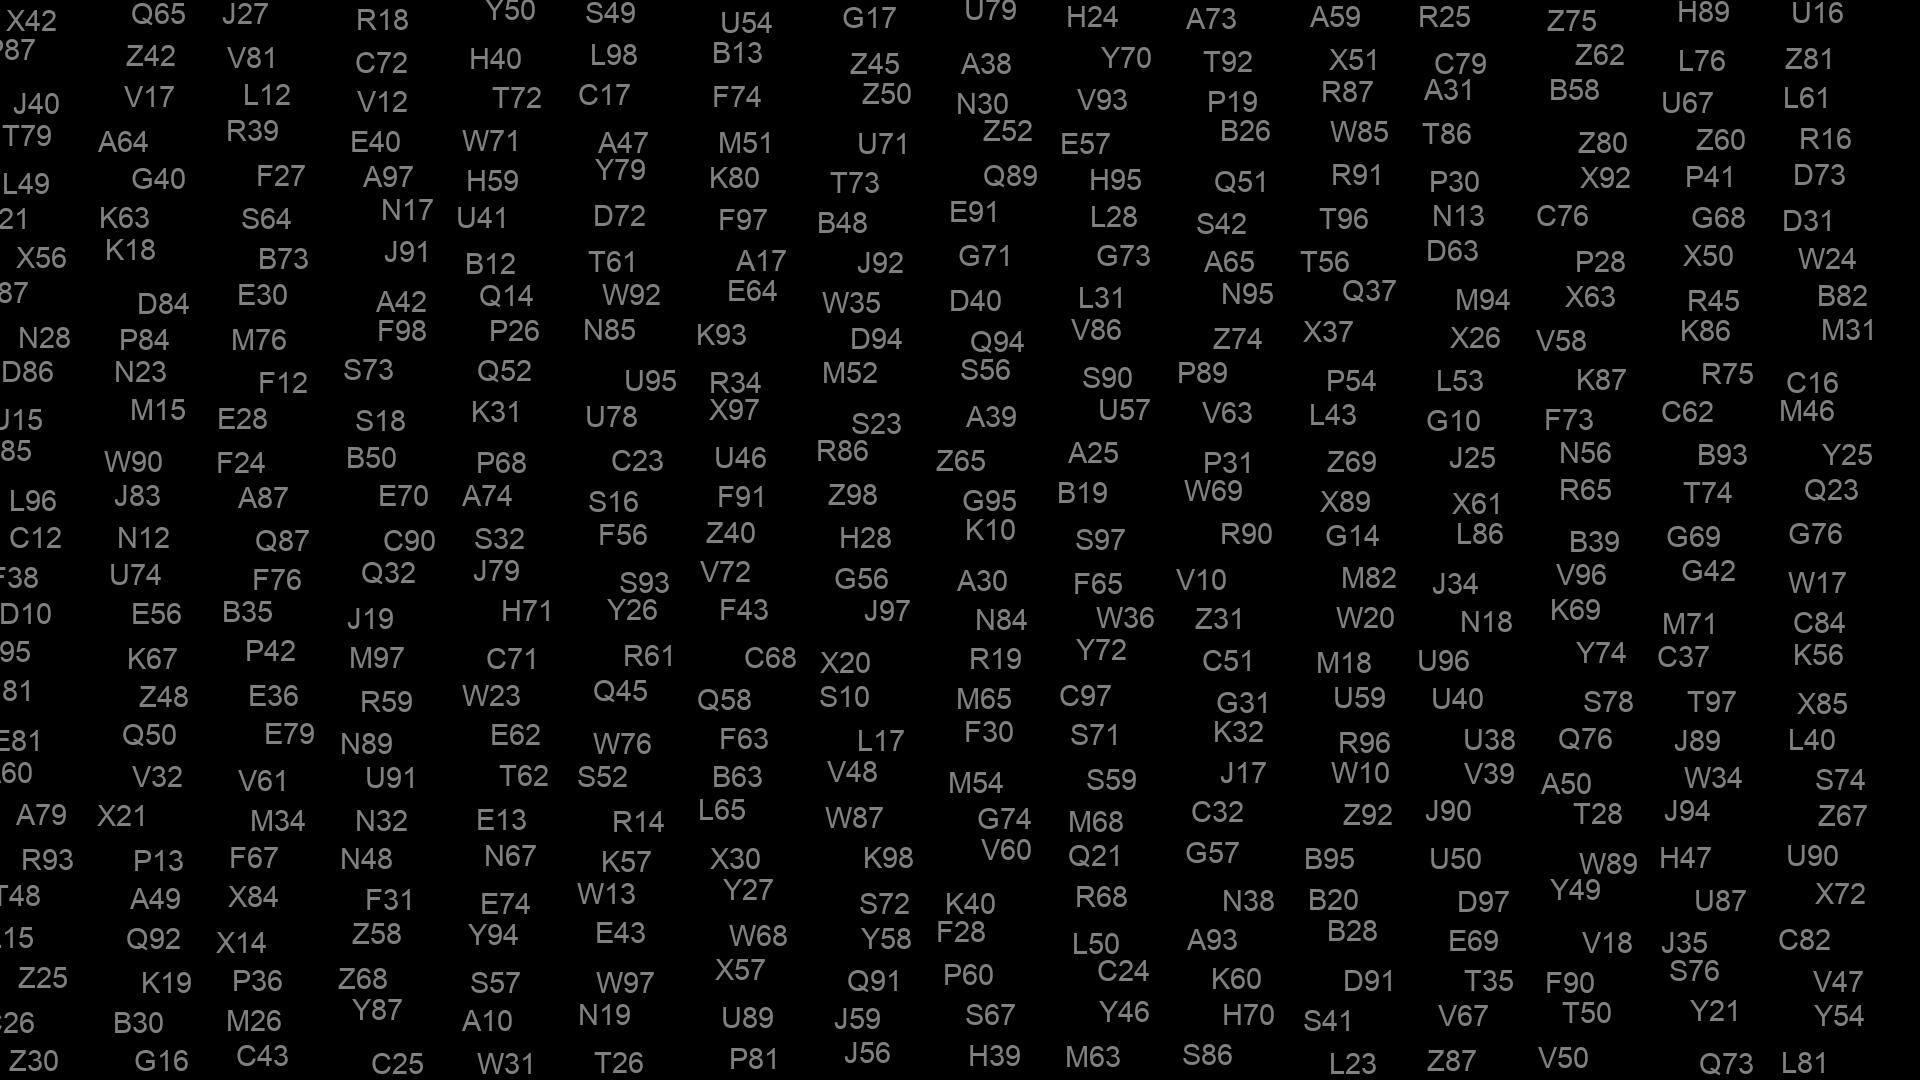 X42 Q65 J27 R18 Y50 S49 U54 G17 U79 H24 A73 A59 R25 Z75 H89 U16
Z42 V81 C72 H40 L98 B13 Z45 A38 Y70 T92 X51 C79 Z62 L76 Z81
J40 V17 L12 V12 T72 C17 F74 Z50 N30 V93 P19 R87 A31 B58 U67 L61
T79 A64 R39 E40 W71 A47 M51 U71 Z52 E57 B26 W85 T86 Z80 Z60 R16
L49 G40 F27 A97 H59 Y79 K80 T73 Q89 H95 Q51 R91 P30 X92 P41 D73
21 K63 S64 N17 U41 D72 F97 B48 E91 L28 S42 T96 N13 C76 G68 D31
X56 K18 B73 J91 B12 T61 A17 J92 G71 G73 A65 T56 D63 P28 X50 W24
87 D84 E30 A42 Q14 W92 E64 W35 D40 L31 N95 Q37 M94 X63 R45 B82
N28 P84 M76 F98 P26 N85 K93 D94 Q94 V86 Z74 X37 X26 V58 K86 M31
D86 N23 F12 S73 Q52 U95 R34 M52 S56 S90 P89 P54 L53 K87 R75 C16
U15 M15 E28 S18 K31 U78 X97 S23 A39 U57 V63 L43 G10 F73 C62 M46
85 W90 F24 B50 P68 C23 U46 R86 Z65 A25 P31 Z69 J25 N56 B93 Y25
L96 J83 A87 E70 A74 S16 F91 Z98 G95 B19 W69 X89 X61 R65 T74 Q23
C12 N12 Q87 C90 S32 F56 Z40 H28 K10 S97 R90 G14 L86 B39 G69 G76
F38 U74 F76 Q32 J79 S93 V72 G56 A30 F65 V10 M82 J34 V96 G42 W17
D10 E56 B35 J19 H71 Y26 F43 J97 N84 W36 Z31 W20 N18 K69 M71 C84
95 K67 P42 M97 C71 R61 C68 X20 R19 Y72 C51 M18 U96 Y74 C37 K56
81 Z48 E36 R59 W23 Q45 Q58 S10 M65 C97 G31 U59 U40 S78 T97 X85
E81 Q50 E79 N89 E62 W76 F63 L17 F30 S71 K32 R96 U38 Q76 J89 L40
60 V32 V61 U91 T62 S52 B63 V48 M54 S59 J17 W10 V39 A50 W34 S74
A79 X21 M34 N32 E13 R14 L65 W87 G74 M68 C32 Z92 J90 T28 J94 Z67
R93 P13 F67 N48 N67 K57 X30 K98 V60 Q21 G57 B95 U50 W89 H47 U90
T48 A49 X84 F31 E74 W13 Y27 S72 K40 R68 N38 B20 D97 Y49 U87 X72
15 Q92 X14 Z58 Y94 E43 W68 Y58 F28 L50 A93 B28 E69 V18 J35 C82
Z25 K19 P36 Z68 S57 W97 X57 Q91 P60 C24 K60 D91 T35 F90 S76 V47
26 B30 M26 Y87 A10 N19 U89 J59 S67 Y46 H70 S41 V67 T50 Y21 Y54
Z30 G16 C43 C25 W31 T26 P81 J56 H39 M63 S86 L23 Z87 V50 Q73 L81